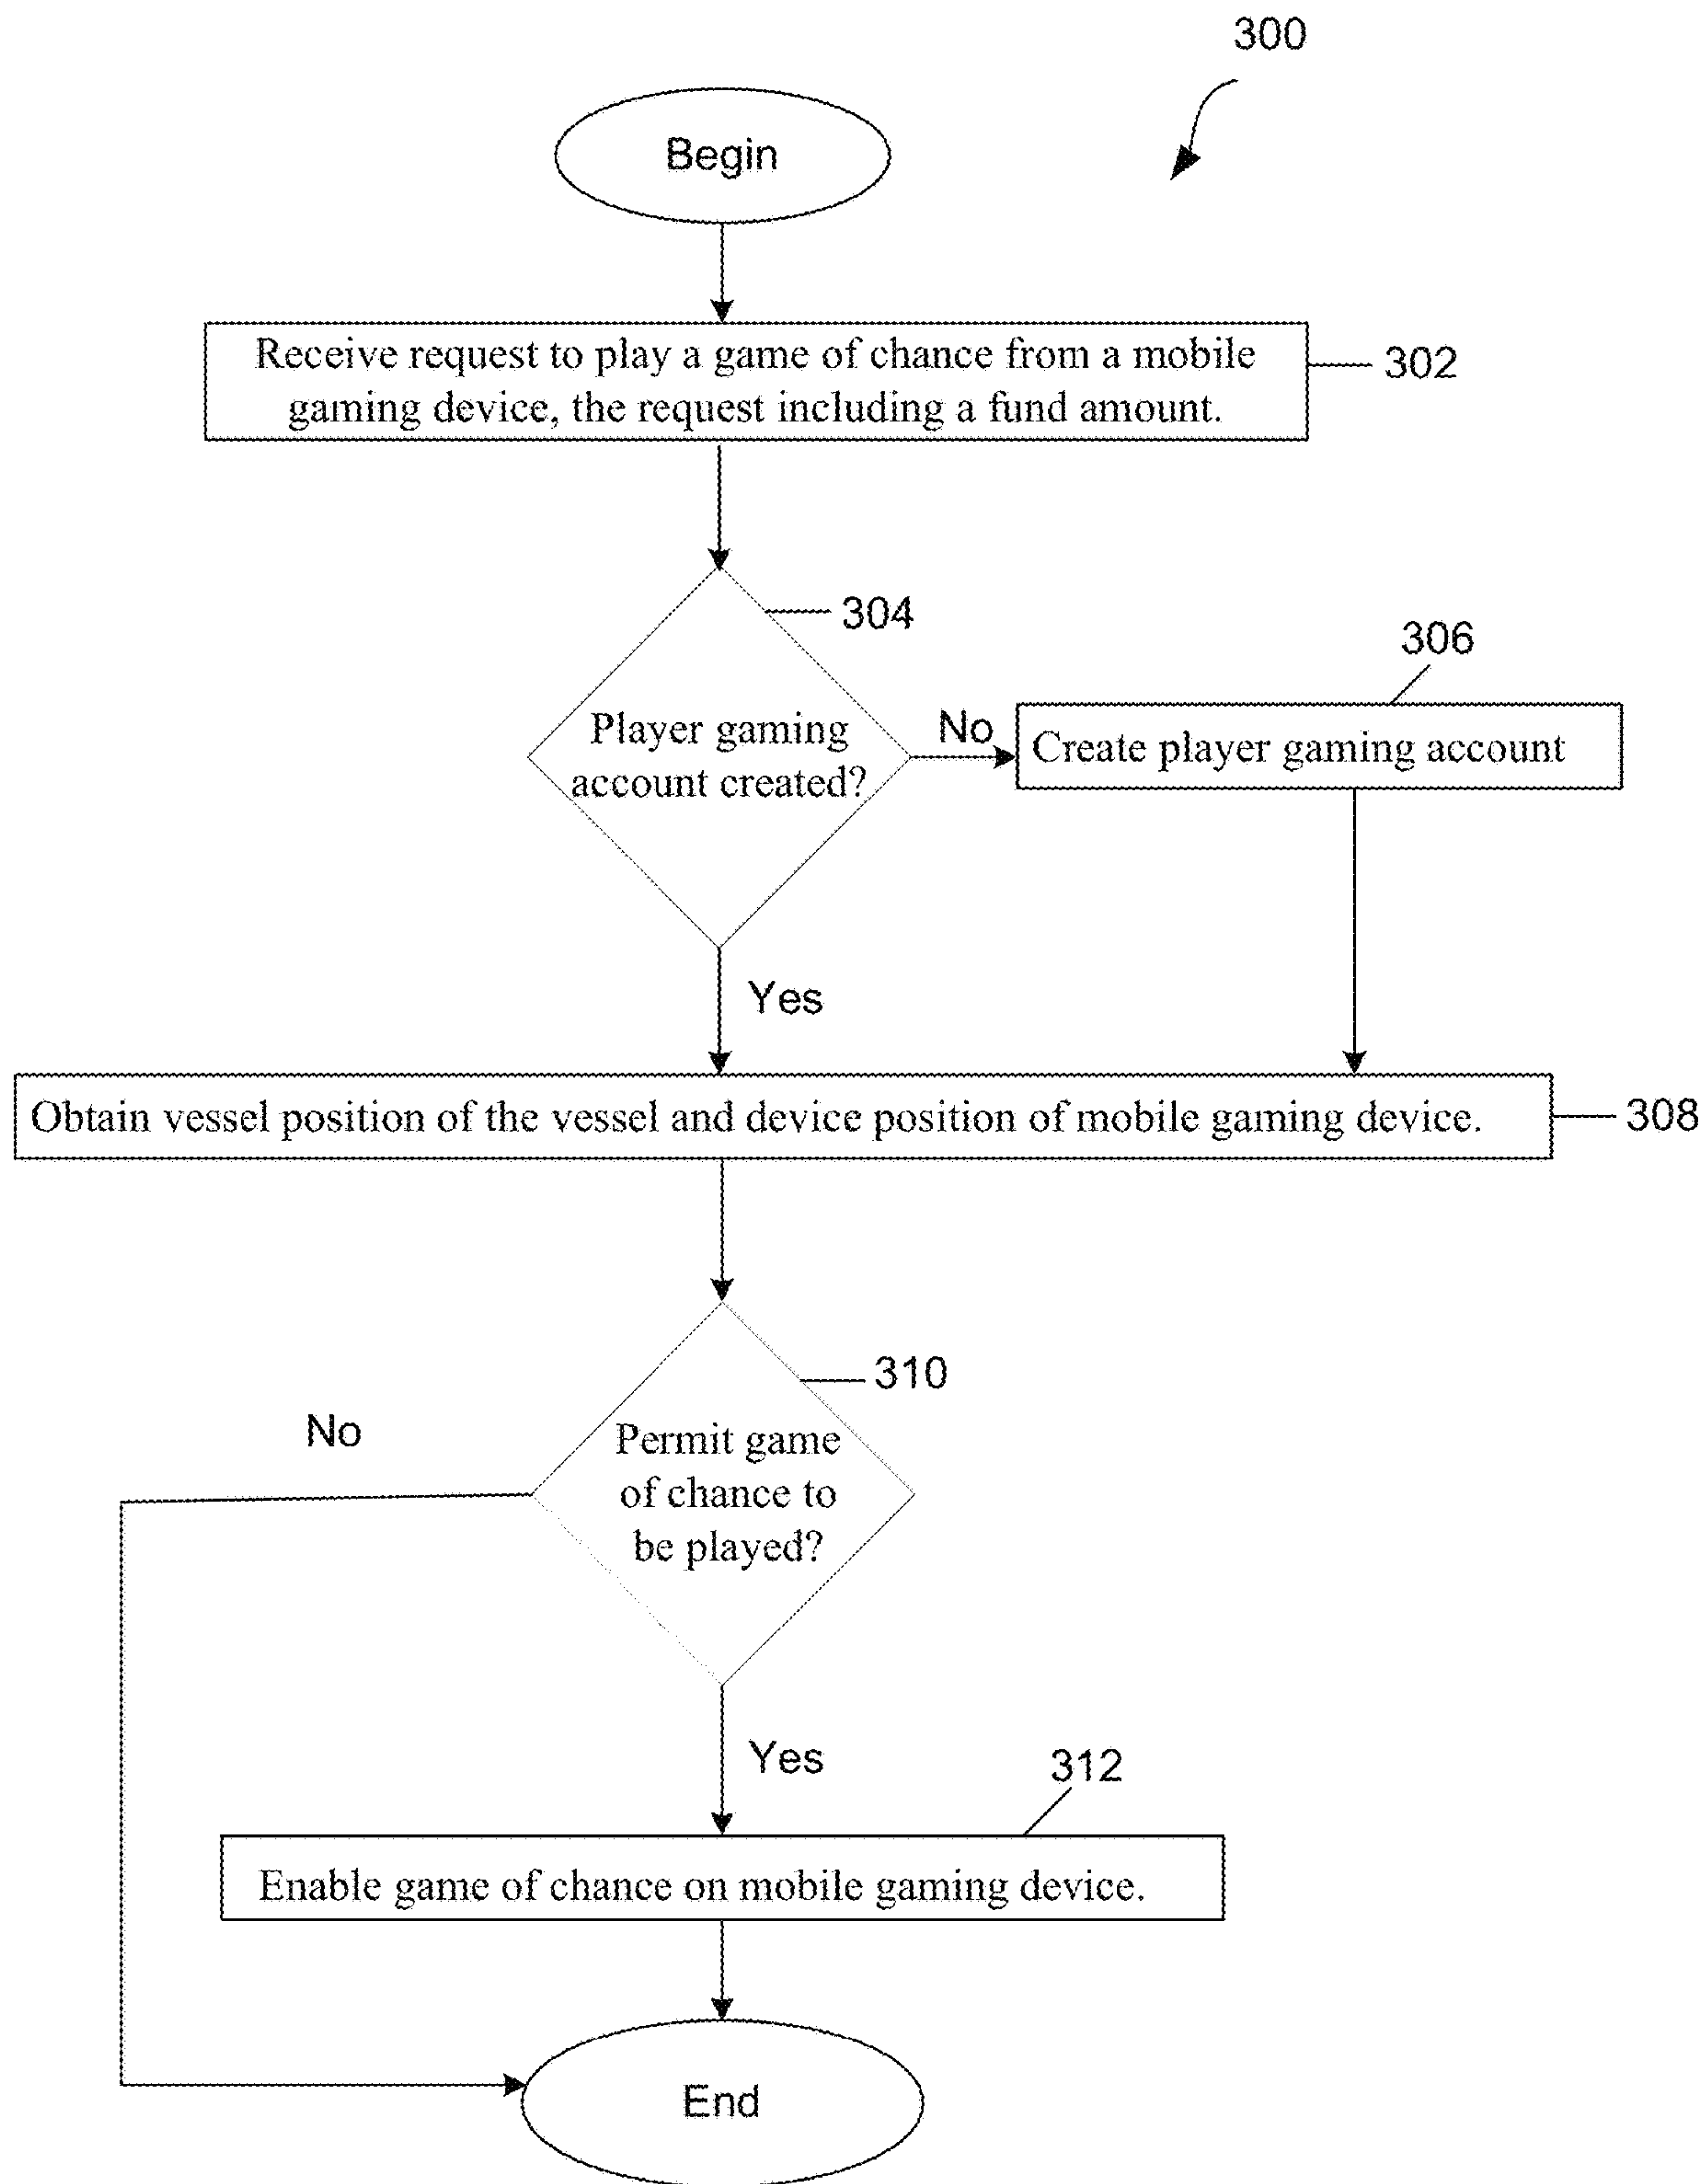 300
Begin
Receive request to play a game of chance from a mobile
gaming device, the request including a fund amount.
302
304
Player gaming
account created?
No
306
Create player gaming account
Yes
Obtain vessel position of the vessel and device position of mobile gaming device.
308
310
Permit game
of chance to
be played?
No
Yes
312
Enable game of chance on mobile gaming device.
End